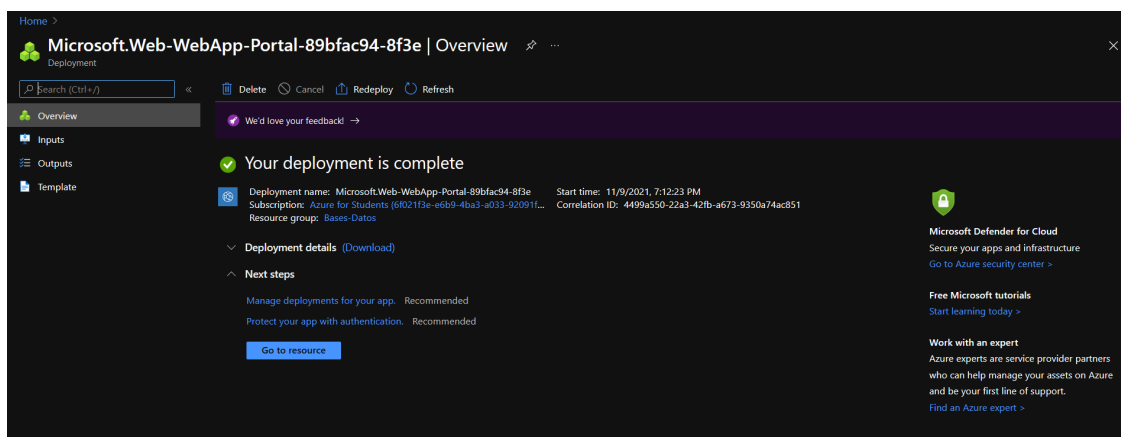 Home >
Microsoft.Web-WebApp-Portal-89bfac94-8f3e | Overview ...
Deployment
Search (Ctrl+/) «
Delete Cancel Redeploy Refresh
Overview
Inputs
Outputs
Template
We'd love your feedback! →
Your deployment is complete
Deployment name: Microsoft.Web-WebApp-Portal-89bfac94-8f3e Start time: 11/9/2021, 7:12:23 PM
Subscription: Azure for Students (6f021f3e-e6b9-4ba3-a033-92091f... Correlation ID: 4499a550-22a3-42fb-a673-9350a74ac851
Resource group: Bases-Datos
Deployment details (Download)
Next steps
Manage deployments for your app. Recommended
Protect your app with authentication. Recommended
Go to resource
Microsoft Defender for Cloud
Secure your apps and infrastructure
Go to Azure security center >
Free Microsoft tutorials
Start learning today >
Work with an expert
Azure experts are service provider partners
who can help manage your assets on Azure
and be your first line of support.
Find an Azure expert >